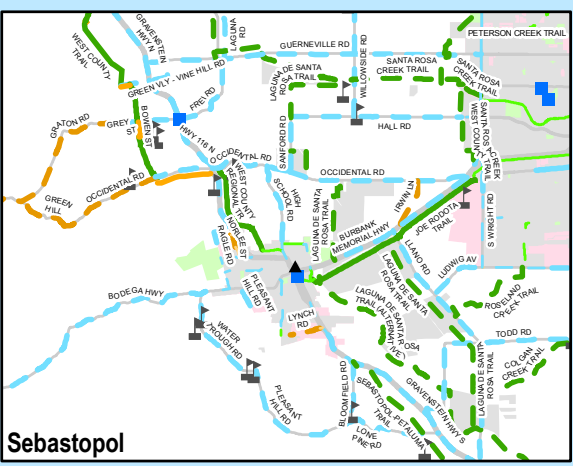 PETERSON CREEK TRAIL
GRAVENSTEIN
HWY N
LAGUNA
RD
GUERNEVILLE RD
WEST COUNTY
TRAIL
WILLOWSIDE RD
SANTA ROSA
CREEK TRAIL
SANTA ROSA
CREEK TRAIL
LAGUNA DE SANTA
ROSA TRAIL
GREEN VLY - VINE HILL RD
FREI RD
BOWEN ST
GRATON RD
GREY
ST
HWY 116 N
SANFORD RD
HALL RD
SANTA ROSA CREEK
WEST COUNTY TRAIL
OCCIDENTAL RD
OCCIDENTAL RD
OCCIDENTAL RD
GREEN
HILL
WEST COUNTY
REGIONAL TR
HIGH
SCHOOL RD
LAGUNA DE SANTA
ROSA TRAIL
IRWIN LN
S WRIGHT RD
JOE RODOTA
TRAIL
BURBANK
MEMORIAL HWY
NORLEE ST
RAGLE RD
LLANO RD
LUDWIG AV
PLEASANT
HILL RD
LAGUNA DE SANTA
ROSA TRAIL
BODEGA HWY
LAGUNA DE SANTA R
TRAIL (ALTERNATIVE)
OSA
ROSELAND
CREEK TRAIL
LYNCH
RD
WATER
TROUGH RD
TODD RD
COLGAN
CREEK TRAIL
LAGUNA DE SANTA
ROSA TRAIL
PLEASANT
HILL RD
BLOOMFIELD RD
SEBASTOPOL-PETALUMA
TRAIL
GRAVENSTEIN HWY S
LONE
PINE RD
Sebastopol